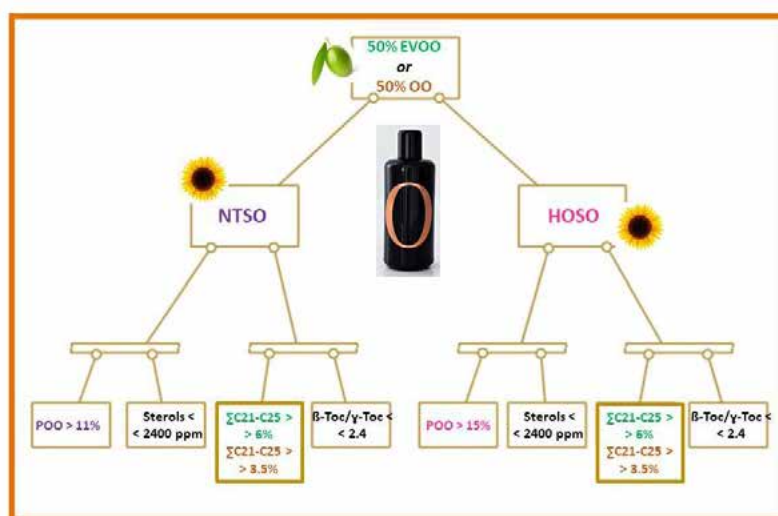 50% EVOO
or
50% OO
NTSO
HOSO
POO > 11%
Sterols <
< 2400 ppm
∑C21-C25 >
> 6%
∑C21-C25 >
> 3.5%
ß-Toc/γ-Toc <
< 2.4
POO > 15%
Sterols <
< 2400 ppm
∑C21-C25 >
> 6%
∑C21-C25 >
> 3.5%
ß-Toc/γ-Toc <
< 2.4